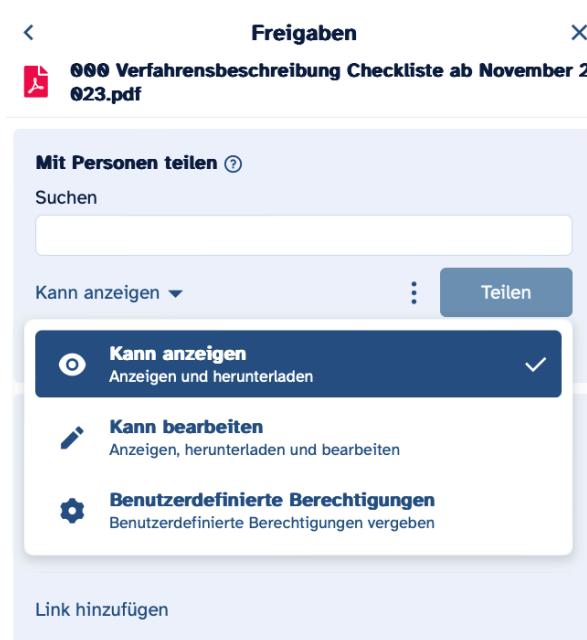 Freigaben
000 Verfahrensbeschreibung Checkliste ab November 2
023.pdf
Mit Personen teilen ?
Suchen
Kann anzeigen
Teilen
Kann anzeigen
Anzeigen und herunterladen
Kann bearbeiten
Anzeigen, herunterladen und bearbeiten
Benutzerdefinierte Berechtigungen
Benutzerdefinierte Berechtigungen vergeben
Link hinzufügen